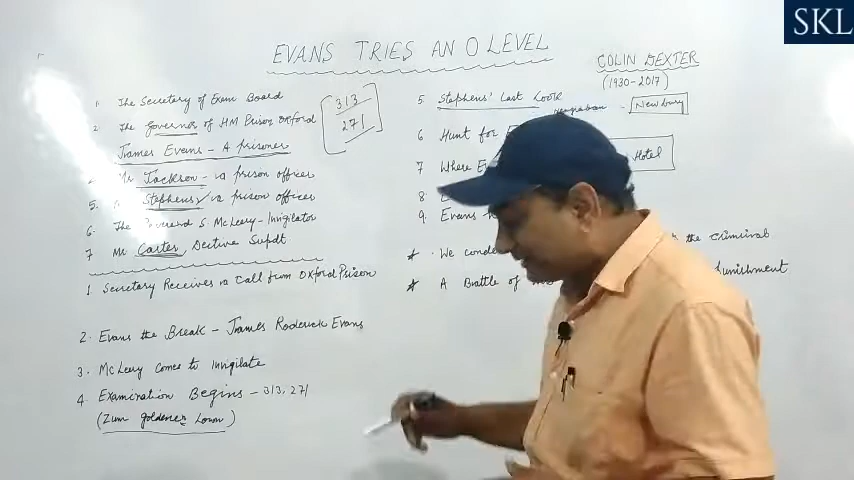 SKL
EVANS TRIES AN O LEVEL
COLIN DEXTER
(1930-2017)
1 The Secretary of Exam Board
2. The Governor of HM Prison Oxford
313
271
James Evans - A prisoner
Mr Jackson - a prison officer
5. Stephens a prison officer
6. The Reverend S. McLeery - Invigilator
7 Mr Carter, Dective Supdt
1. Secretary Receives a Call from Oxford Prison
2. Evans the Break - James Roderick Evans
3. McLeery comes to Invigilate
4. Examination Begins - 313, 271
(Zum goldenen Lown)
5 Stephens' Last Look
Newbury
6 Hunt for
7 Where
Hotel
8
9. Evans
* We the criminal
* A Battle of Punishment